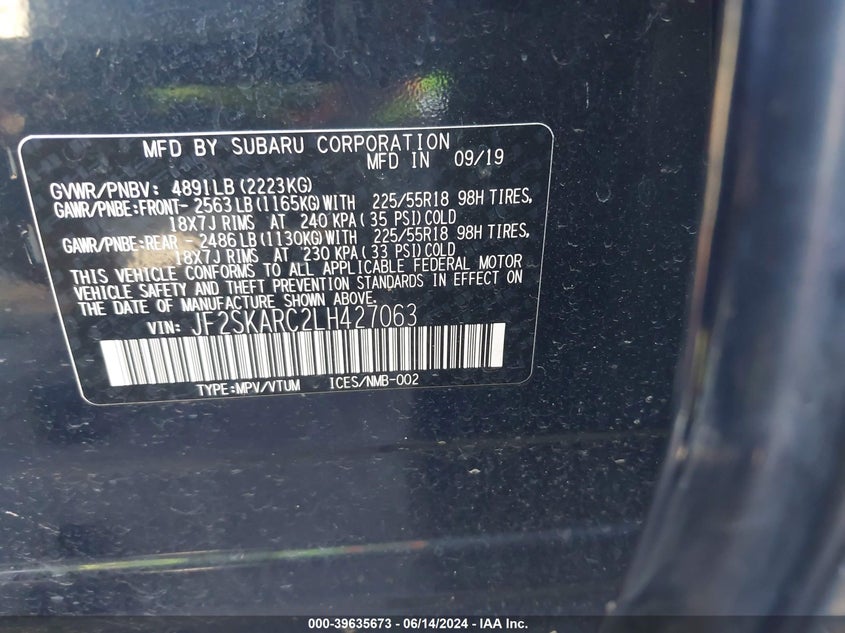 MFD BY SUBARU CORPORATION
MFD IN 09/19
GVWR/PNBV: 4891LB(2223KG)
GAWR/PNBE:FRONT- 2563LB(1165KG)WITH 225/55R18 98H TIRES,
18X7J RIMS AT 240 KPA( 35 PSI)COLD
GAWR/PNBE:REAR - 2486LB(1130KG)WITH 225/55R18 98H TIRES,
18X7J RIMS AT 230 KPA( 33 PSI)COLD
THIS VEHICLE CONFORMS TO ALL APPLICABLE FEDERAL MOTOR
VEHICLE SAFETY AND THEFT PREVENTION STANDARDS IN EFFECT ON
THE DATE OF MANUFACTURE SHOWN ABOVE.
VIN: JF2SKARC2LH427063
TYPE:MPV/VTUM ICES/NMB-002
000-39635673 - 06/14/2024 - IAA Inc.